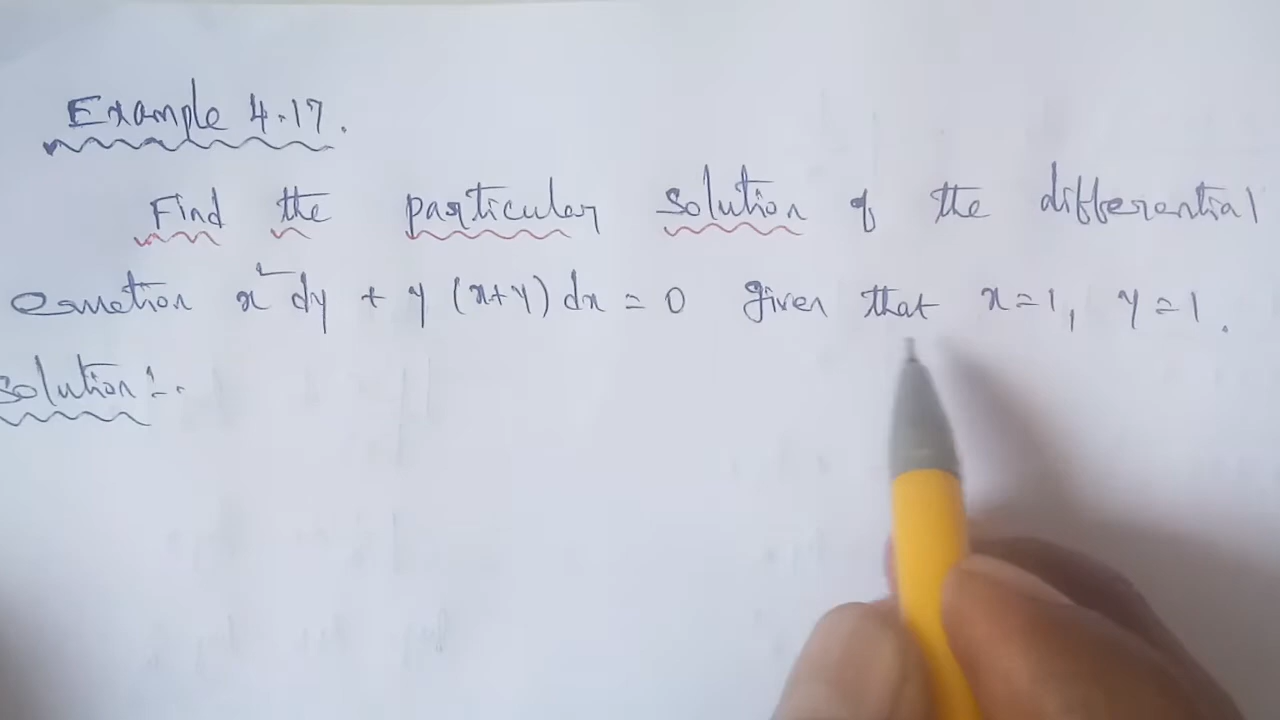 Example 4.17.
Find the particular solution of the differential
equation x² dy + y (x+y) dx = 0 given that x=1, y=1.
Solution:-